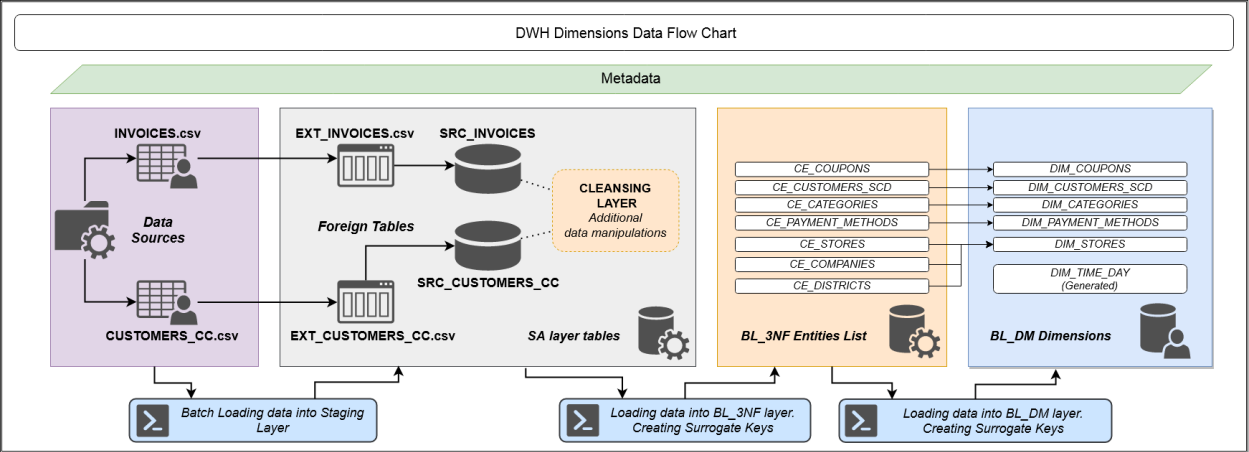 DWH Dimensions Data Flow Chart
Metadata
INVOICES.csv
Data
Sources
CUSTOMERS_CC.csv
EXT_INVOICES.csv
SRC_INVOICES
Foreign Tables
CLEANSING
LAYER
Additional
data manipulations
SRC_CUSTOMERS_CC
EXT_CUSTOMERS_CC.csv
SA layer tables
CE_COUPONS
CE_CUSTOMERS_SCD
CE_CATEGORIES
CE_PAYMENT_METHODS
CE_STORES
CE_COMPANIES
CE_DISTRICTS
BL_3NF Entities List
DIM_COUPONS
DIM_CUSTOMERS_SCD
DIM_CATEGORIES
DIM_PAYMENT_METHODS
DIM_STORES
DIM_TIME_DAY
(Generated)
BL_DM Dimensions
Batch Loading data into Staging
Layer
Loading data into BL_3NF layer.
Creating Surrogate Keys
Loading data into BL_DM layer.
Creating Surrogate Keys